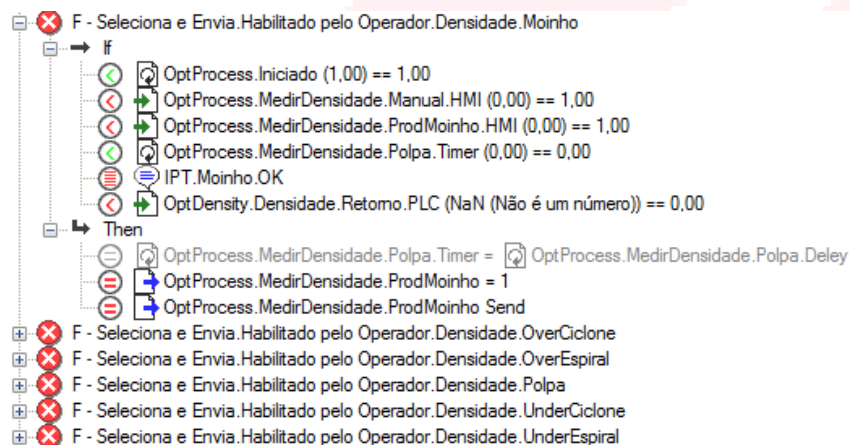 F - Seleciona e Envia.Habilitado pelo Operador.Densidade.Moinho
If
OptProcess.Iniciado (1,00) == 1,00
OptProcess.MedirDensidade.Manual.HMI (0,00) == 1,00
OptProcess.MedirDensidade.ProdMoinho.HMI (0,00) == 1,00
OptProcess.MedirDensidade.Polpa.Timer (0,00) == 0,00
IPT.Moinho.OK
OptDensity.Densidade.Retorno.PLC (NaN (Não é um número)) == 0,00
Then
OptProcess.MedirDensidade.Polpa.Timer = OptProcess.MedirDensidade.Polpa.Deley
OptProcess.MedirDensidade.ProdMoinho = 1
OptProcess.MedirDensidade.ProdMoinho Send
F - Seleciona e Envia.Habilitado pelo Operador.Densidade.OverCiclone
F - Seleciona e Envia.Habilitado pelo Operador.Densidade.OverEspiral
F - Seleciona e Envia.Habilitado pelo Operador.Densidade.Polpa
F - Seleciona e Envia.Habilitado pelo Operador.Densidade.UnderCiclone
F - Seleciona e Envia.Habilitado pelo Operador.Densidade.UnderEspiral